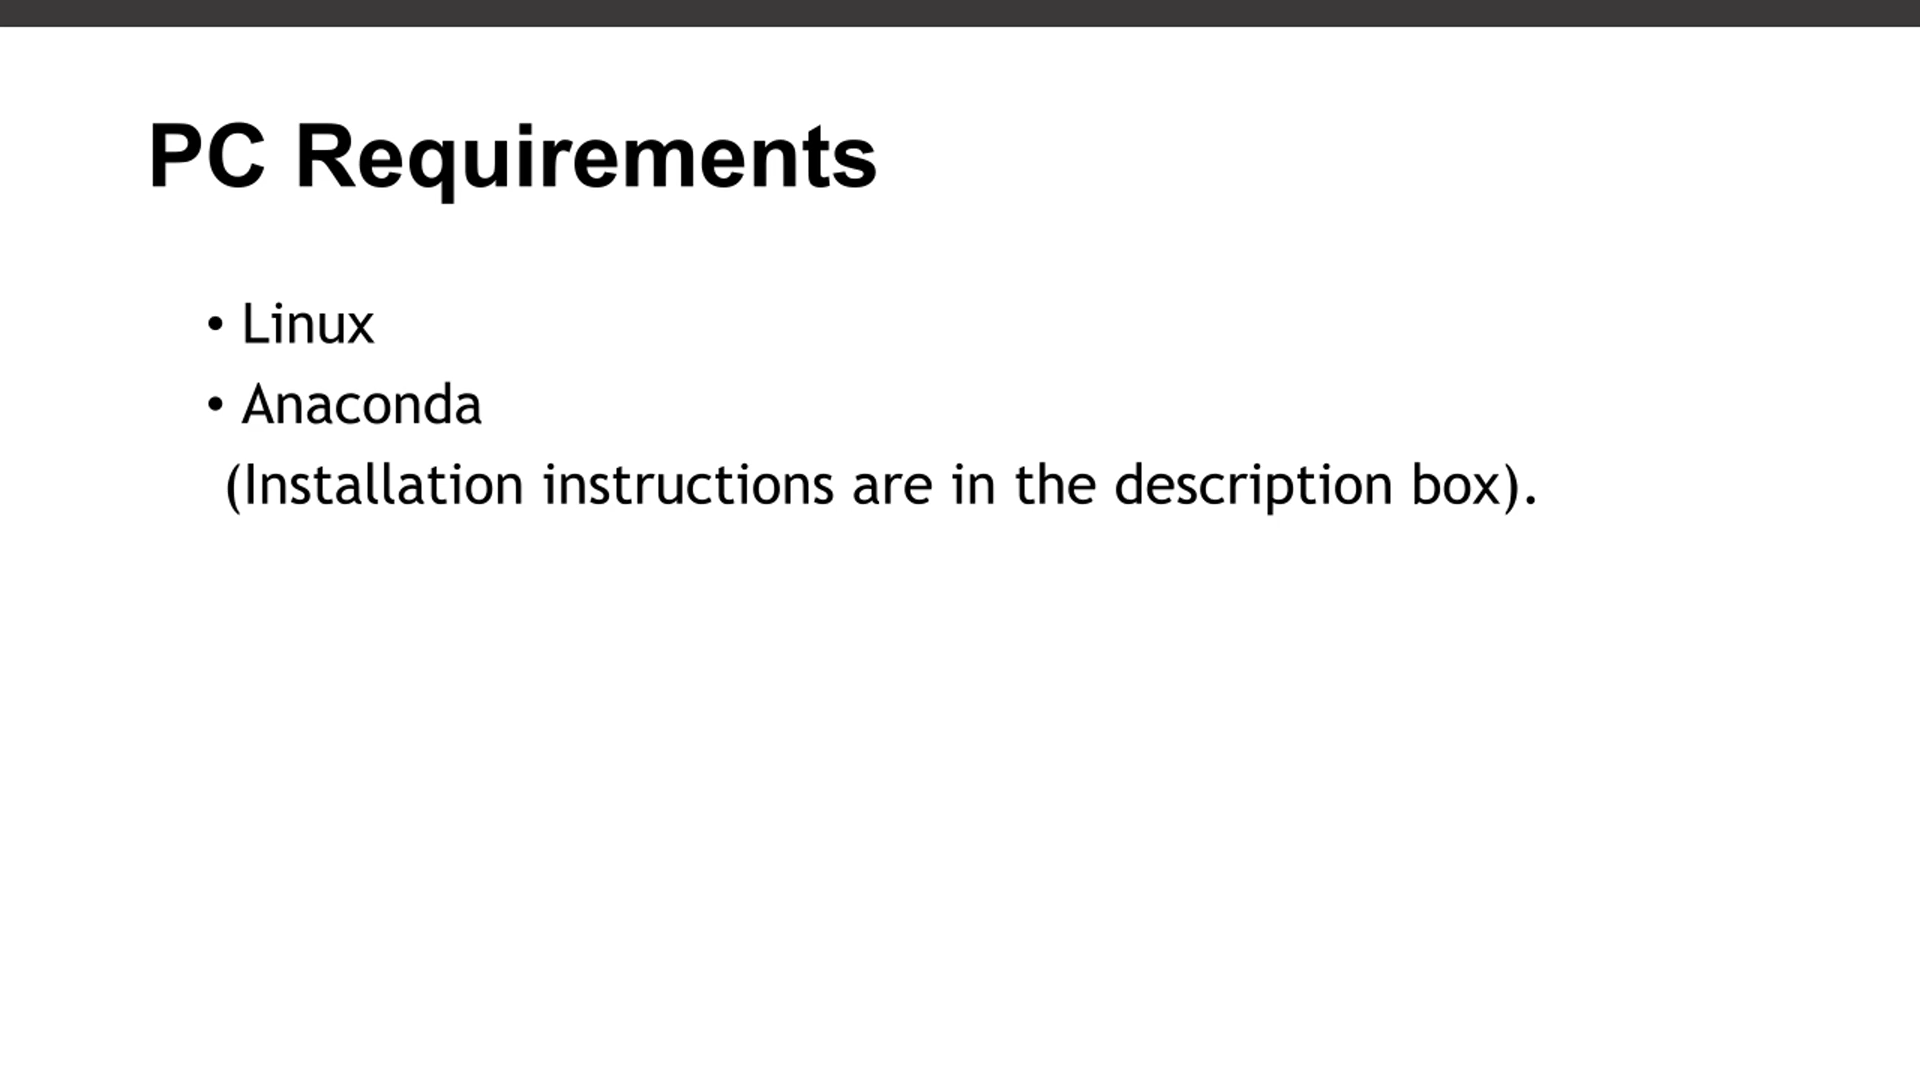 PC Requirements
• Linux
• Anaconda
(Installation instructions are in the description box).